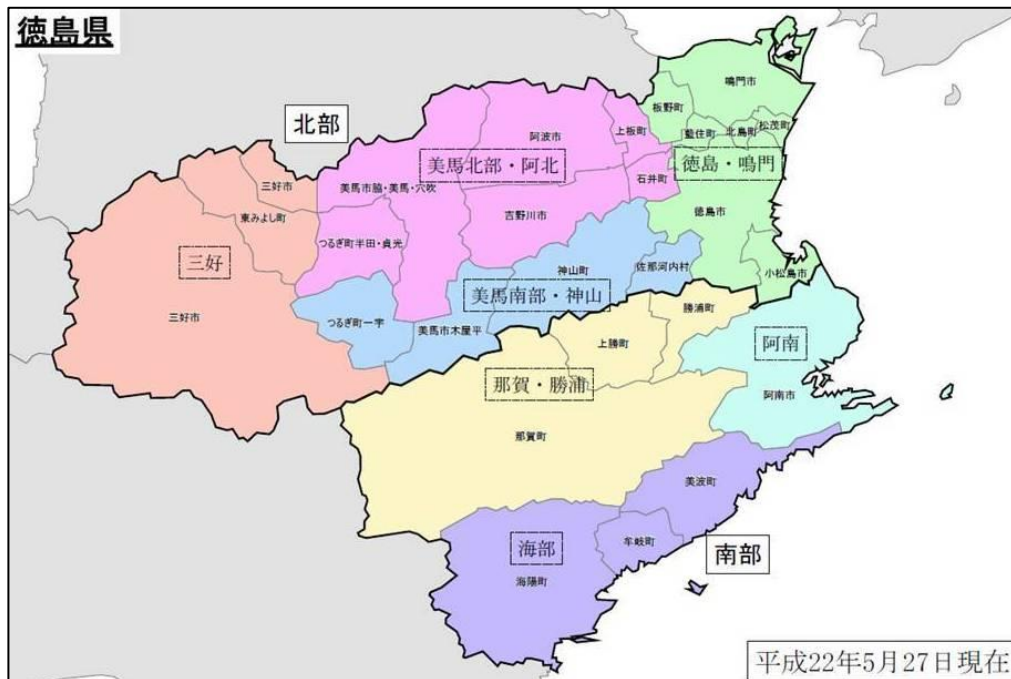 徳島県
北部
鳴門市
板野町
松茂町
北島町
藍住町
上板町
阿波市
美馬北部・阿北
徳島・鳴門
石井町
美馬市脇・美馬・穴吹
三好市
東みよし町
吉野川市
徳島市
つるぎ町半田・貞光
三好
神山町
佐那河内村
小松島市
美馬南部・神山
三好市
つるぎ町一宇
美馬市木屋平
勝浦町
上勝町
阿南
那賀・勝浦
阿南市
那賀町
美波町
牟岐町
海部
南部
海陽町
平成22年5月27日現在